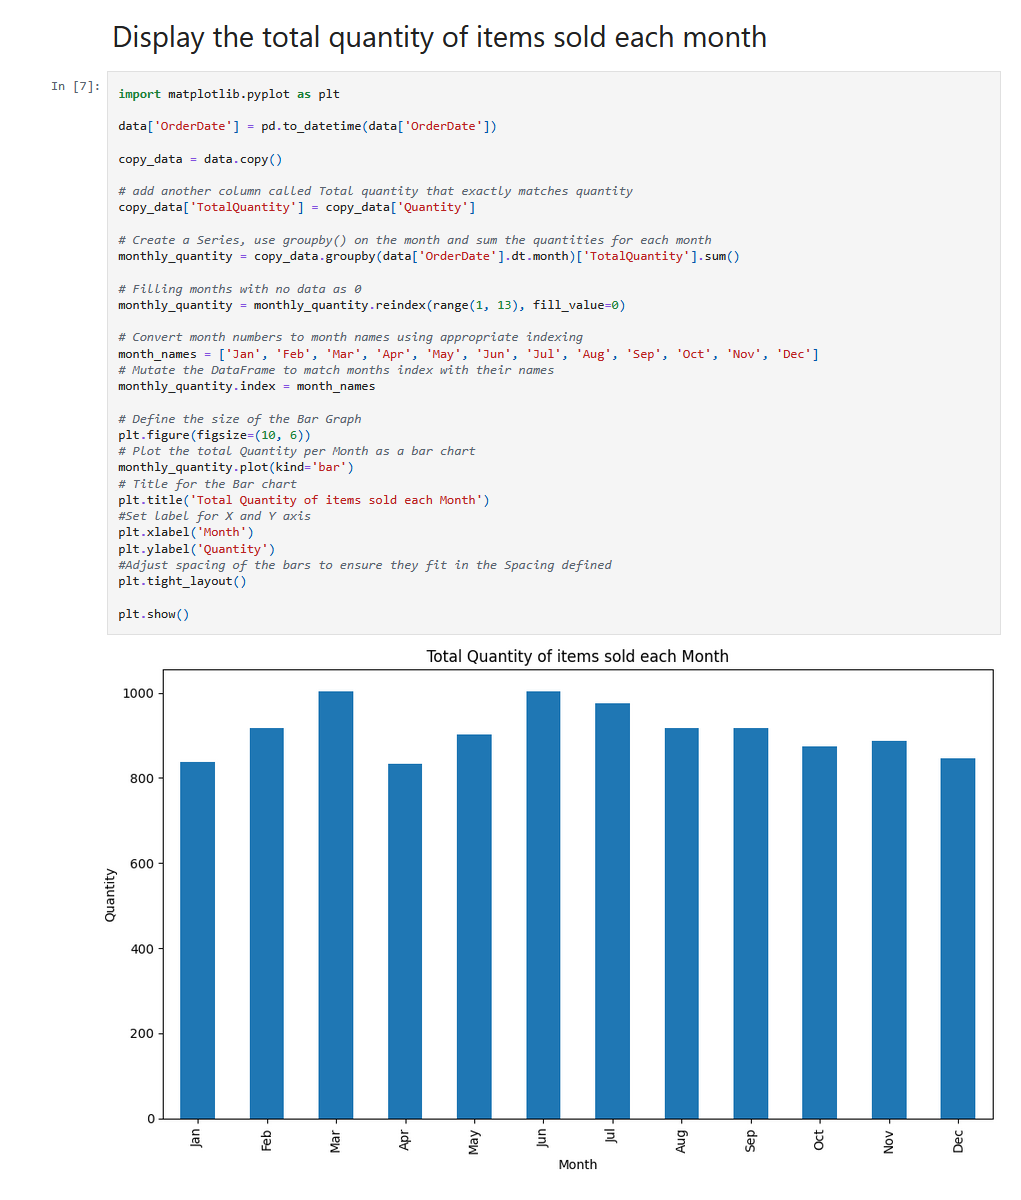 Display the total quantity of items sold each month
In [7]:
import matplotlib.pyplot as plt
data['OrderDate'] = pd.to_datetime(data['OrderDate'])
copy_data = data.copy()
# add another column called Total quantity that exactly matches quantity
copy_data['TotalQuantity'] = copy_data['Quantity']
# Create a Series, use groupby() on the month and sum the quantities for each month
monthly_quantity = copy_data.groupby(data['OrderDate'].dt.month)['TotalQuantity'].sum()
# Filling months with no data as 0
monthly_quantity = monthly_quantity.reindex(range(1, 13), fill_value=0)
# Convert month numbers to month names using appropriate indexing
month_names = ['Jan', 'Feb', 'Mar', 'Apr', 'May', 'Jun', 'Jul', 'Aug', 'Sep', 'Oct', 'Nov', 'Dec']
# Mutate the DataFrame to match months index with their names
monthly_quantity.index = month_names
# Define the size of the Bar Graph
plt.figure(figsize=(10, 6))
# Plot the total Quantity per Month as a bar chart
monthly_quantity.plot(kind='bar')
# Title for the Bar chart
plt.title('Total Quantity of items sold each Month')
#Set label for X and Y axis
plt.xlabel('Month')
plt.ylabel('Quantity')
#Adjust spacing of the bars to ensure they fit in the Spacing defined
plt.tight_layout()
plt.show()
Total Quantity of items sold each Month
1000
800
600
400
200
0
Quantity
Jan
Feb
Mar
Apr
May
Jun
Jul
Aug
Sep
Oct
Nov
Dec
Month